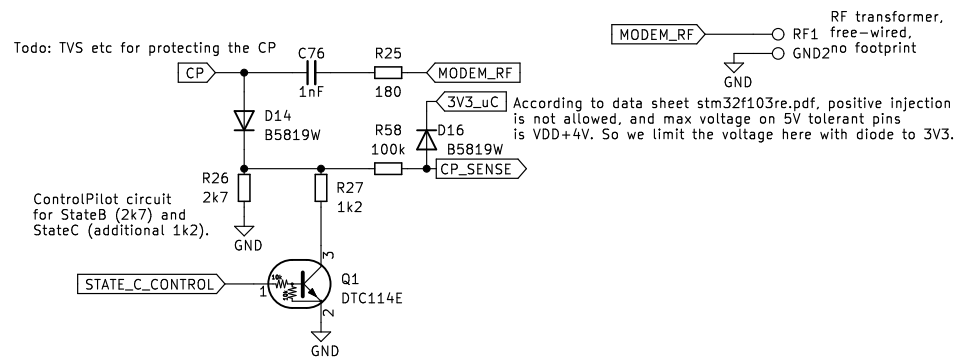 Todo: TVS etc for protecting the CP
CP
C76
1nF
R25
180
MODEM_RF
MODEM_RF
RF1
GND2
GND
RF transformer,
free-wired,
no footprint
D14
B5819W
3V3_uC
According to data sheet stm32f103re.pdf, positive injection
is not allowed, and max voltage on 5V tolerant pins
is VDD+4V. So we limit the voltage here with diode to 3V3.
R58
100k
D16
B5819W
CP_SENSE
R26
2k7
R27
1k2
ControlPilot circuit
for StateB (2k7) and
StateC (additional 1k2).
GND
STATE_C_CONTROL
1
10k
10k
3
2
Q1
DTC114E
GND